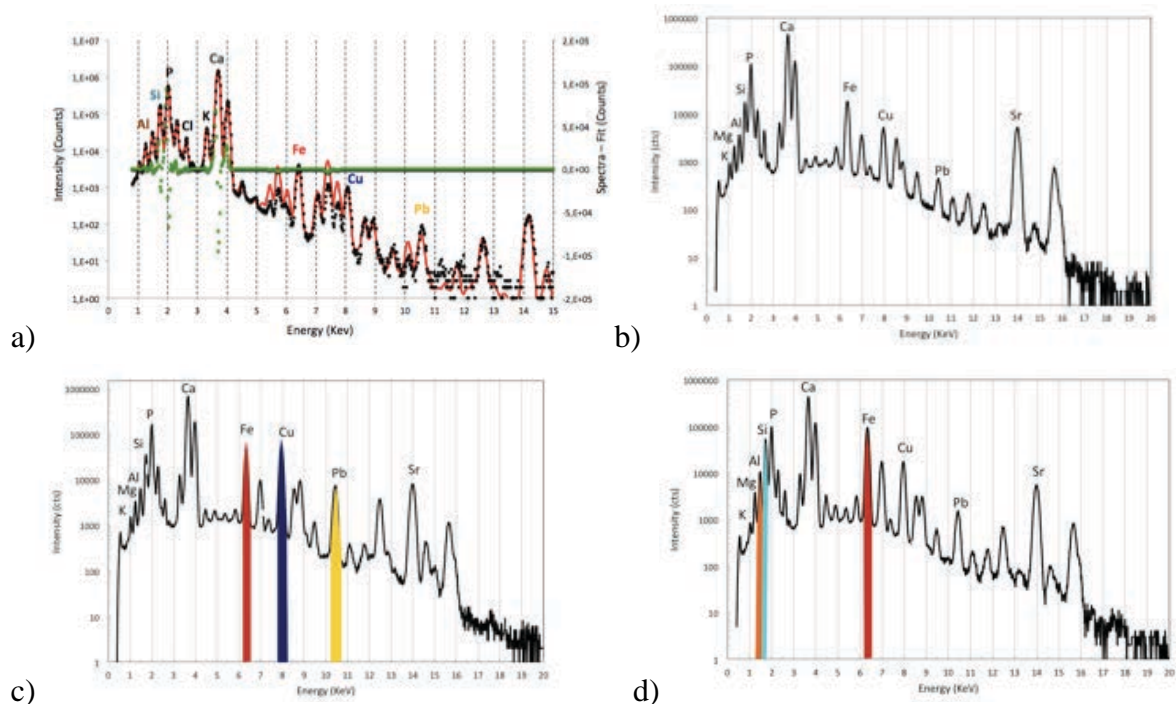 a)
Intensity (Counts)
1,E+07
1,E+06
1,E+05
1,E+04
1,E+03
1,E+02
1,E+01
1,E+00
Al
Si
P
Cl
K
Ca
Fe
Cu
Pb
2,E+05
2,E+05
1,E+05
5,E+04
0,E+00
-5,E+04
-1,E+05
-2,E+05
-2,E+05
Spectra – Fit (Counts)
0 1 2 3 4 5 6 7 8 9 10 11 12 13 14 15
Energy (Kev)
b)
Intensity (cts)
1000000
100000
10000
1000
100
10
1
K
Mg
Al
Si
P
Ca
Fe
Cu
Pb
Sr
0 1 2 3 4 5 6 7 8 9 10 11 12 13 14 15 16 17 18 19 20
Energy (KeV)
c)
Intensity (cts)
1000000
100000
10000
1000
100
10
1
K
Mg
Al
Si
P
Ca
Fe
Cu
Pb
Sr
0 1 2 3 4 5 6 7 8 9 10 11 12 13 14 15 16 17 18 19 20
Energy (KeV)
d)
Intensity (cts)
1000000
100000
10000
1000
100
10
1
K
Mg
Al
Si
P
Ca
Fe
Cu
Pb
Sr
0 1 2 3 4 5 6 7 8 9 10 11 12 13 14 15 16 17 18 19 20
Energy (KeV)